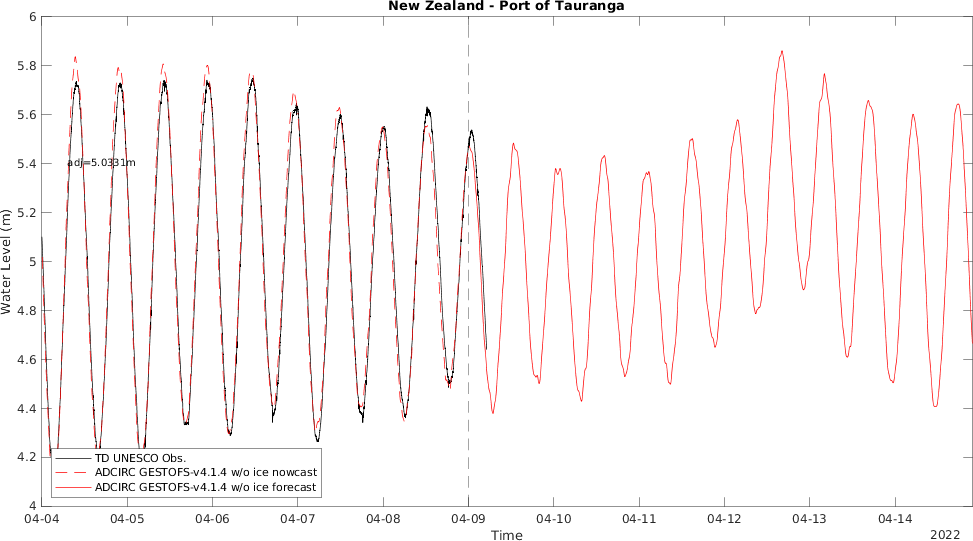 New Zealand - Port of Tauranga
Water Level (m)
6
5.8
5.6
5.4
5.2
5
4.8
4.6
4.4
4.2
4
adj=5.0331m
TD UNESCO Obs.
ADCIRC GESTOFS-v4.1.4 w/o ice nowcast
ADCIRC GESTOFS-v4.1.4 w/o ice forecast
04-04 04-05 04-06 04-07 04-08 04-09 04-10 04-11 04-12 04-13 04-14
Time
2022